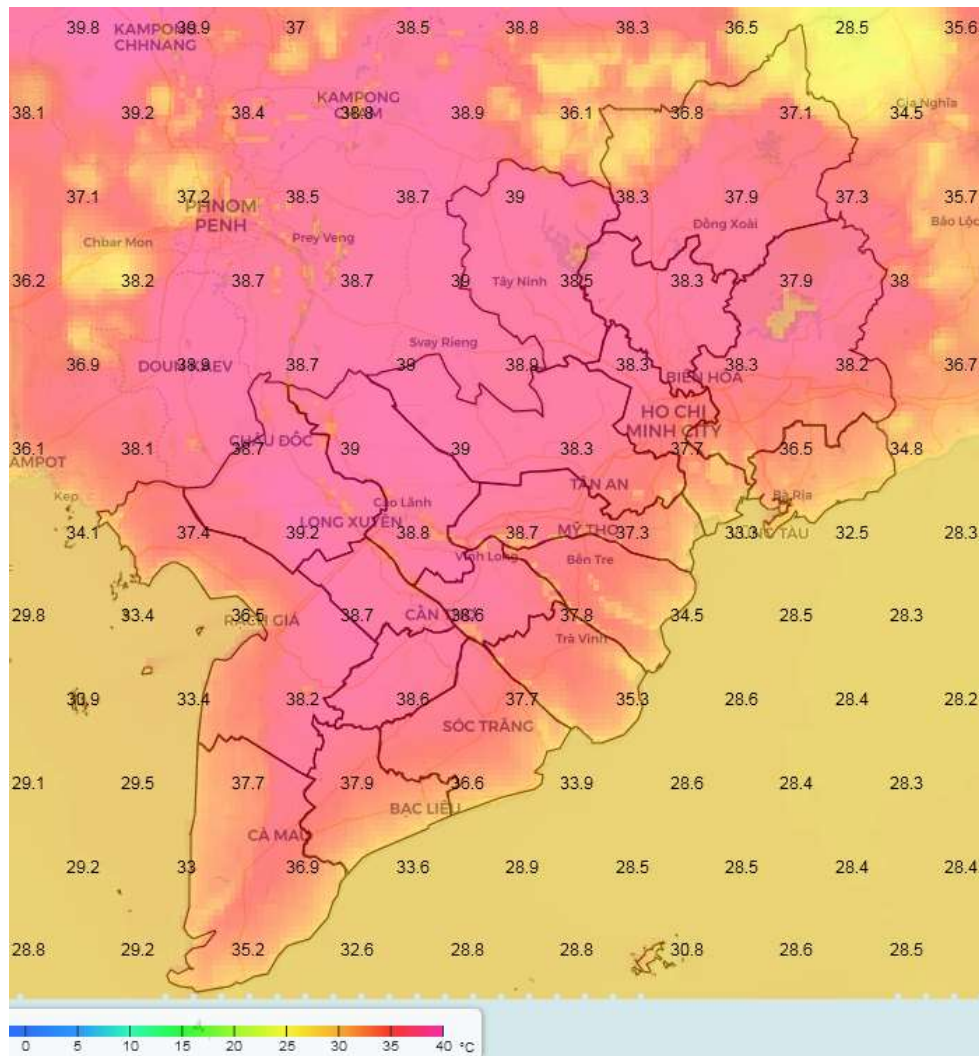 39.8 KAMPONG 39.9 37 38.5 38.8 38.3 36.5 28.5 35.6
CHHNANG
KAMPONG
38.1 39.2 38.4 38.8 38.9 36.1 36.8 37.1 34.5
CHAM Gia Nghĩa
37.1 37.2 38.5 38.7 39 38.3 37.9 37.3 35.7
PHNOM
PENH
Đồng Xoài Bảo Lộc
Chbar Mon Prey Veng
36.2 38.2 38.7 38.7 39 Tây Ninh 38.5 38.3 37.9 38
Svay Rieng
36.9 38.9 38.7 39 38.9 38.3 38.3 38.2 36.7
DOUN KAEV BIÊN HÒA
HO CHI
MINH CITY
CHÂU ĐỐC
36.1 38.1 38.7 39 39 38.3 37.7 36.5 34.8
AMPOT
Kep Cao Lãnh TÂN AN Bà Rịa
LONG XUYÊN MỸ THO TÀU
34.1 37.4 39.2 38.8 38.7 37.3 33.3 32.5 28.3
Vinh Long Bến Tre
29.8 33.4 36.5 38.7 38.6 37.8 34.5 28.5 28.3
RẠCH GIÁ CẦN
Trà Vinh
33.4 38.2 38.6 37.7 35.3 28.6 28.4 28.2
SÓC TRĂNG
29.1 29.5 37.7 37.9 36.6 33.9 28.6 28.4 28.3
BẠC LIÊU
CÀ MAU
29.2 33 36.9 33.6 28.9 28.5 28.5 28.4 28.4
28.8 29.2 35.2 32.6 28.8 28.8 30.8 28.6 28.5
0 5 10 15 20 25 30 35 40 °C